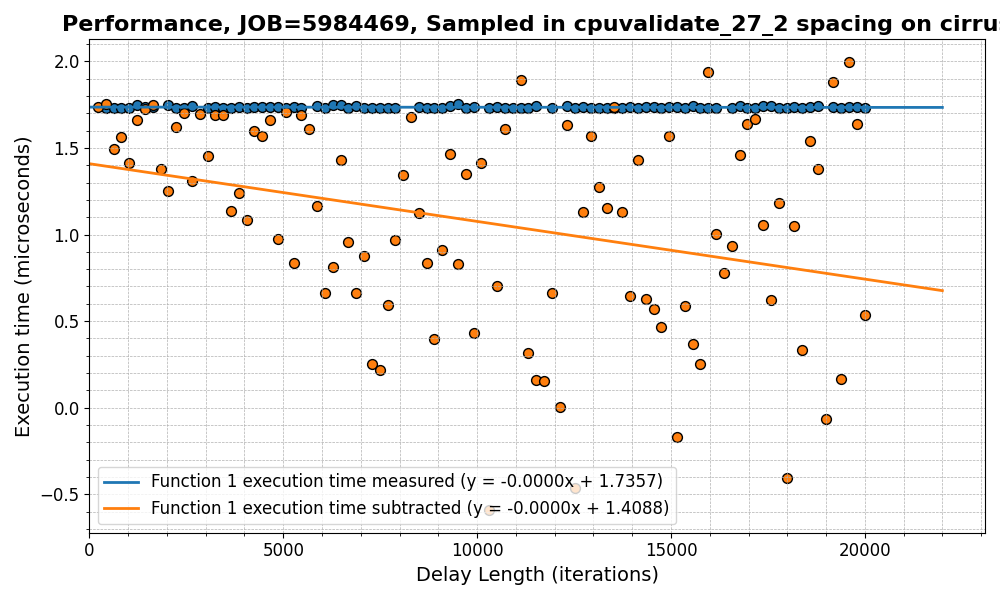 Performance, JOB=5984469, Sampled in cpuvalidate_27_2 spacing on cirru
Execution time (microseconds)
2.0
1.5
1.0
0.5
0.0
−0.5
Function 1 execution time measured (y = -0.0000x + 1.7357)
Function 1 execution time subtracted (y = -0.0000x + 1.4088)
0 5000 10000 15000 20000
Delay Length (iterations)